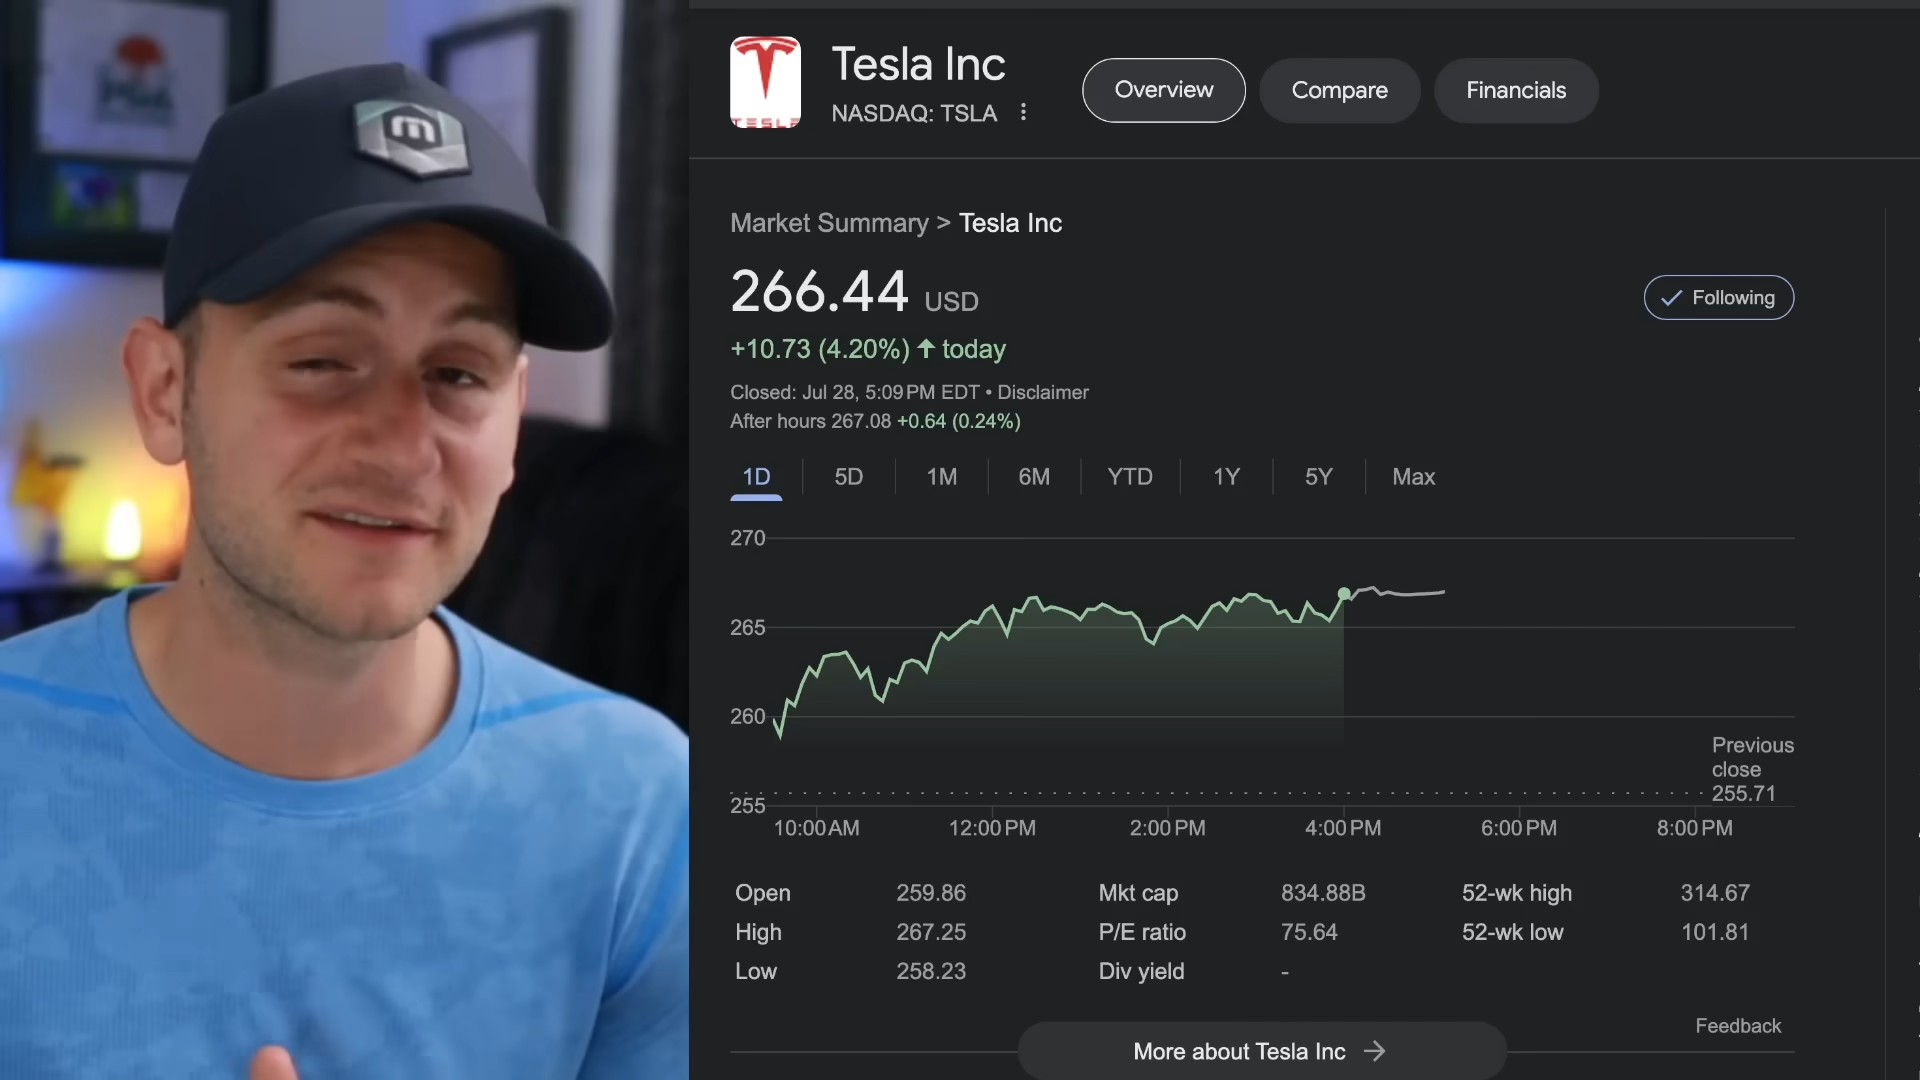 m
TESLA
Tesla Inc
NASDAQ: TSLA
Overview
Compare
Financials
Market Summary > Tesla Inc
266.44 USD
+10.73 (4.20%) ↑ today
Following
Closed: Jul 28, 5:09 PM EDT • Disclaimer
After hours 267.08 +0.64 (0.24%)
1D 5D 1M 6M YTD 1Y 5Y Max
270
265
260
255
Previous
close
255.71
10:00 AM 12:00 PM 2:00 PM 4:00 PM 6:00 PM 8:00 PM
Open 259.86 Mkt cap 834.88B 52-wk high 314.67
High 267.25 P/E ratio 75.64 52-wk low 101.81
Low 258.23 Div yield -
Feedback
More about Tesla Inc →